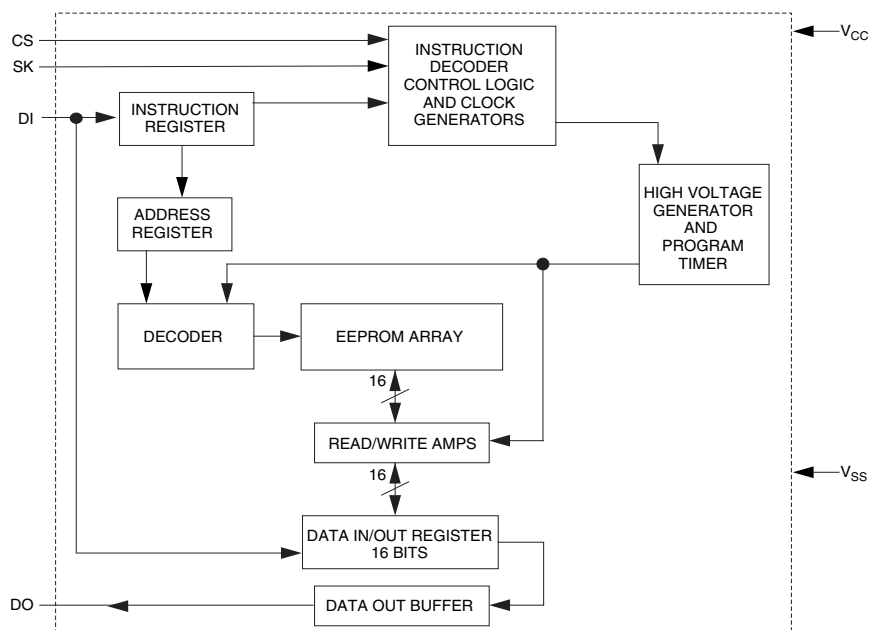 CS
SK
DI
INSTRUCTION
REGISTER
INSTRUCTION
DECODER
CONTROL LOGIC
AND CLOCK
GENERATORS
VCC
ADDRESS
REGISTER
HIGH VOLTAGE
GENERATOR
AND
PROGRAM
TIMER
DECODER
EEPROM ARRAY
16
READ/WRITE AMPS
16
VSS
DATA IN/OUT REGISTER
16 BITS
DO
DATA OUT BUFFER